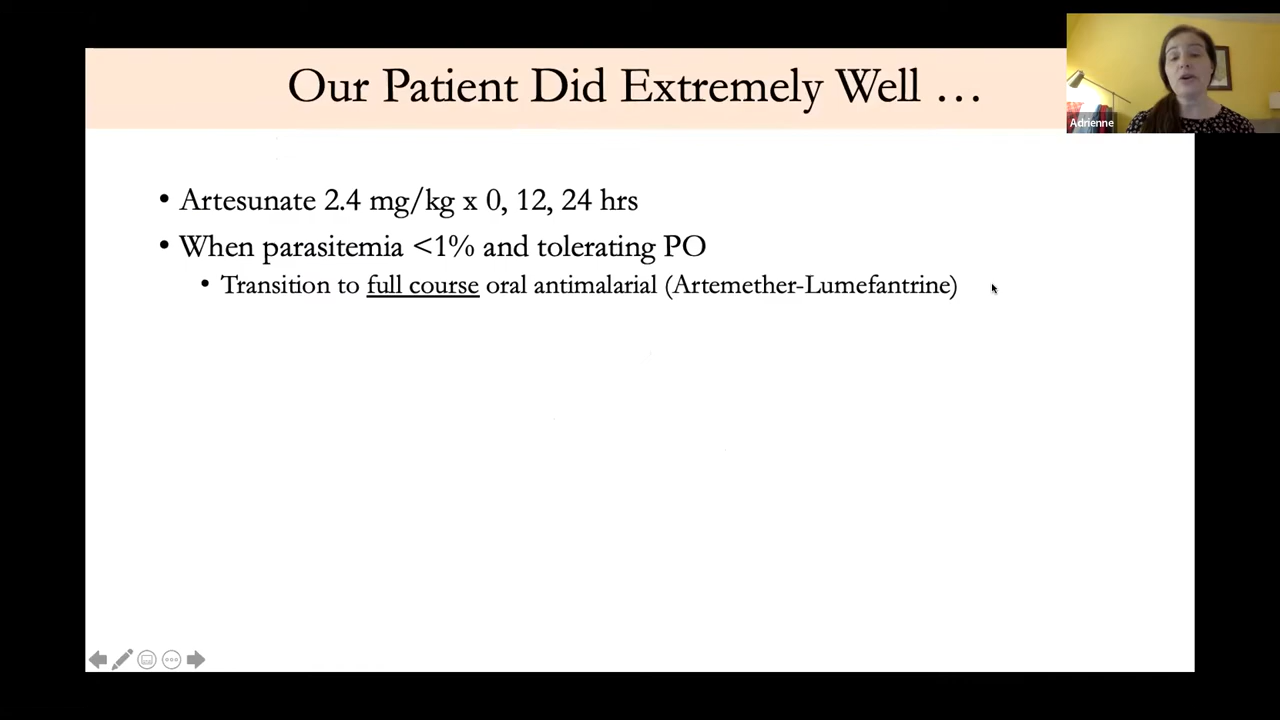 Our Patient Did Extremely Well …
Adrienne
• Artesunate 2.4 mg/kg x 0, 12, 24 hrs
• When parasitemia <1% and tolerating PO
• Transition to full course oral antimalarial (Artemether-Lumefantrine)